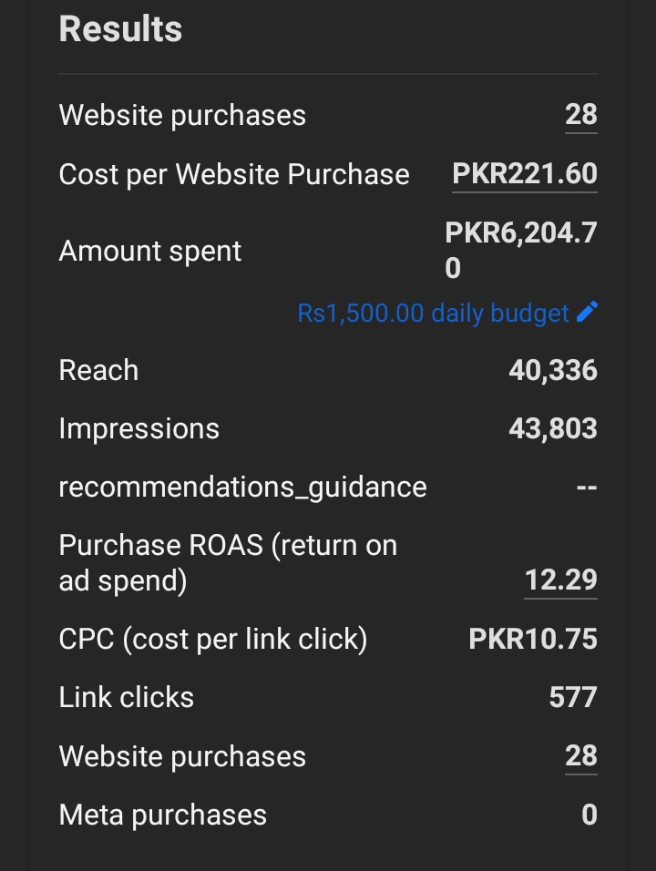 Results
Website purchases 28
Cost per Website Purchase PKR221.60
Amount spent PKR6,204.7
0
Rs1,500.00 daily budget
Reach 40,336
Impressions 43,803
recommendations_guidance --
Purchase ROAS (return on
ad spend) 12.29
CPC (cost per link click) PKR10.75
Link clicks 577
Website purchases 28
Meta purchases 0